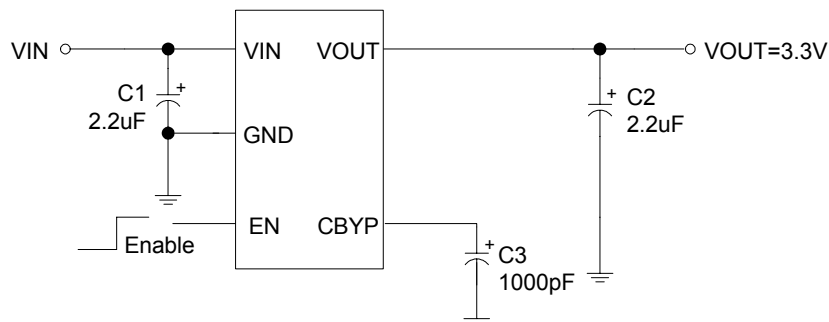 VIN
VIN
VOUT
VOUT=3.3V
C1
+
2.2uF
+
C2
2.2uF
GND
EN
CBYP
Enable
+
C3
1000pF